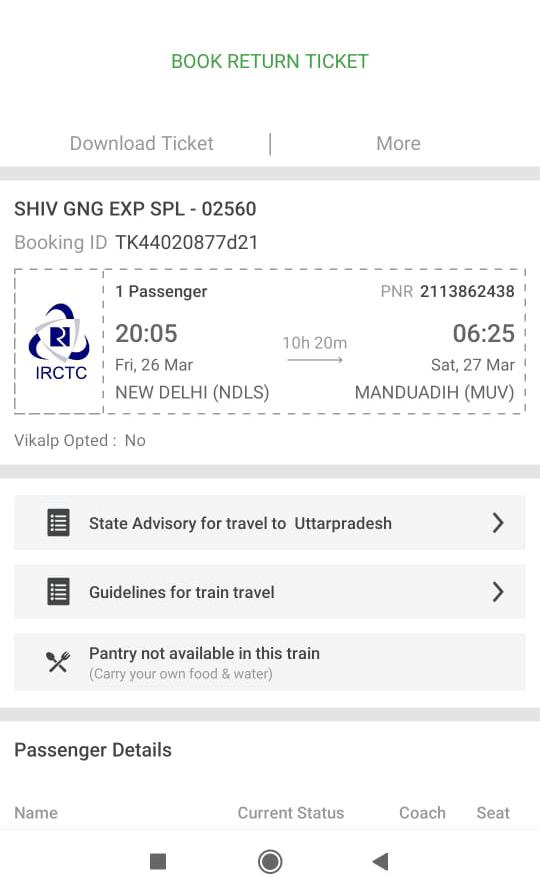 BOOK RETURN TICKET
Download Ticket | More
SHIV GNG EXP SPL - 02560
Booking ID TK44020877d21
1 Passenger PNR 2113862438
20:05 10h 20m 06:25
Fri, 26 Mar Sat, 27 Mar
NEW DELHI (NDLS) MANDUADIH (MUV)
IRCTC
Vikalp Opted : No
State Advisory for travel to Uttarpradesh
Guidelines for train travel
Pantry not available in this train
(Carry your own food & water)
Passenger Details
Name Current Status Coach Seat